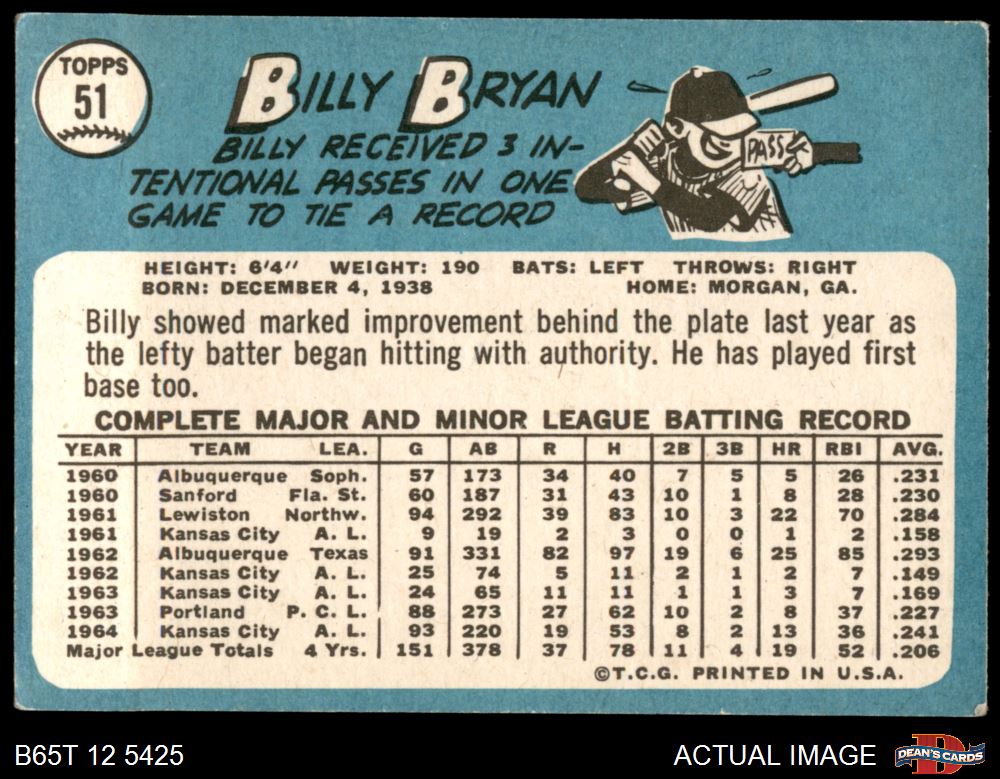 TOPPS
51
BILLY BRYAN
BILLY RECEIVED 3 IN-
TENTIONAL PASSES IN ONE
GAME TO TIE A RECORD
PASS
HEIGHT: 6'4" WEIGHT: 190 BATS: LEFT THROWS: RIGHT
BORN: DECEMBER 4, 1938 HOME: MORGAN, GA.
Billy showed marked improvement behind the plate last year as
the lefty batter began hitting with authority. He has played first
base too.
COMPLETE MAJOR AND MINOR LEAGUE BATTING RECORD
YEAR TEAM LEA. G AB R H 2B 3B HR RBI AVG.
1960 Albuquerque Soph. 57 173 34 40 7 5 5 26 .231
1960 Sanford Fla. St. 60 187 31 43 10 1 8 28 .230
1961 Lewiston Northw. 94 292 39 83 10 3 22 70 .284
1961 Kansas City A. L. 9 19 2 3 0 0 1 2 .158
1962 Albuquerque Texas 91 331 82 97 19 6 25 85 .293
1962 Kansas City A. L. 25 74 5 11 2 1 2 7 .149
1963 Kansas City A. L. 24 65 11 11 1 1 3 7 .169
1963 Portland P. C. L. 88 273 27 62 10 2 8 37 .227
1964 Kansas City A. L. 93 220 19 53 8 2 13 36 .241
Major League Totals 4 Yrs. 151 378 37 78 11 4 19 52 .206
©T.C.G. PRINTED IN U.S.A.
B65T 12 5425 ACTUAL IMAGE DEAN'S CARDS